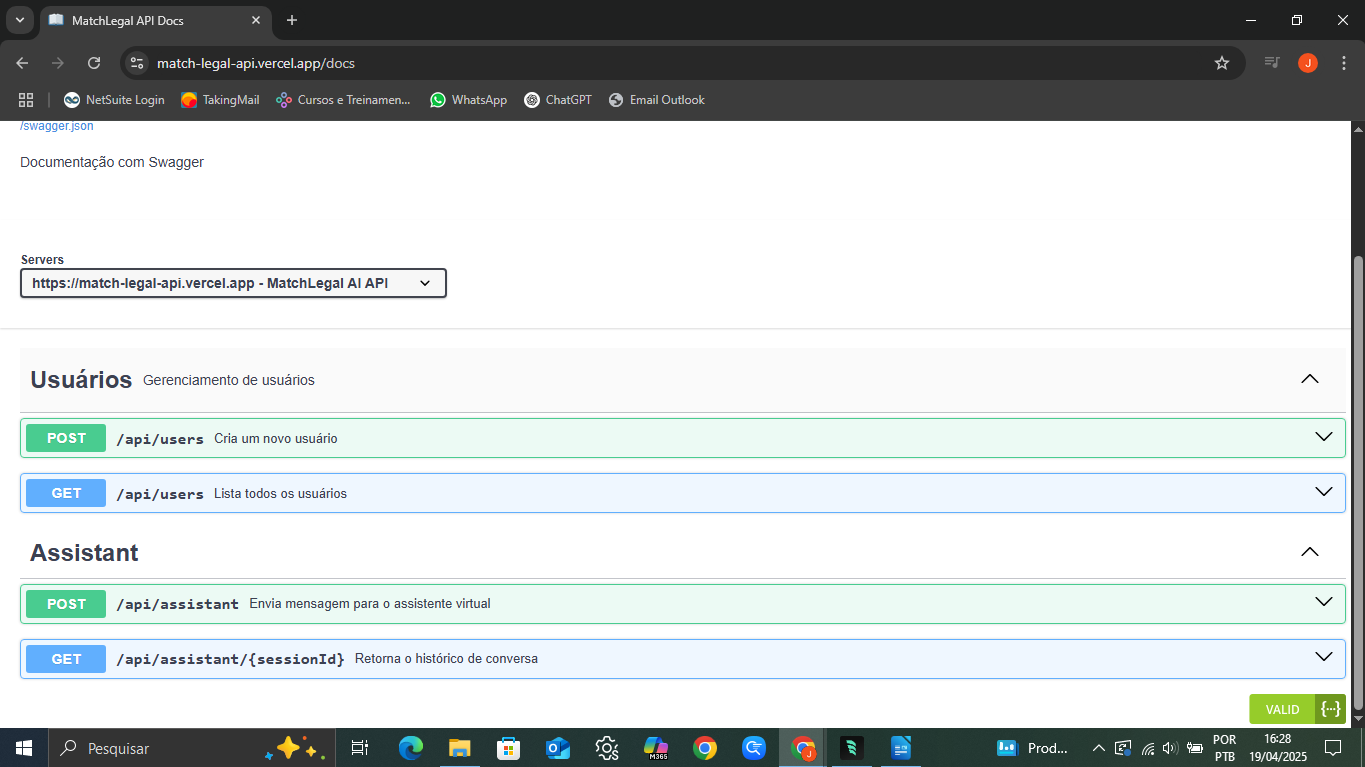 MatchLegal API Docs
match-legal-api.vercel.app/docs
NetSuite Login TakingMail Cursos e Treinamen... WhatsApp ChatGPT Email Outlook
/swagger.json
Documentação com Swagger
Servers
https://match-legal-api.vercel.app - MatchLegal AI API
Usuários Gerenciamento de usuários
POST /api/users Cria um novo usuário
GET /api/users Lista todos os usuários
Assistant
POST /api/assistant Envia mensagem para o assistente virtual
GET /api/assistant/{sessionId} Retorna o histórico de conversa
VALID {...}
Pesquisar
M365
J
Prod...
POR
PTB
16:28
19/04/2025